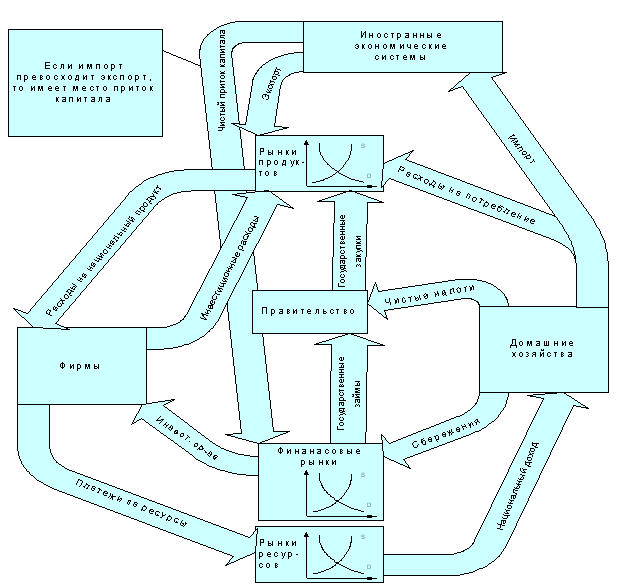 Иностранные
экономические
системы
Если импорт
превосходит экспорт,
то имеет место приток
капитала
Чистый приток капитала
Экспорт
Импорт
Рынки
продук-
тов
S
D
Расходы на потребление
Расходы на национальный продукт
Инвестиционные расходы
Государственные
закупки
Чистые налоги
Правительство
Домашние
хозяйства
Фирмы
Государственные
займы
Инвест.ср-ва
Сбережения
Финанасовые
рынки
S
D
Платежи за ресурсы
Национальный доход
Рынки
ресур-
сов
S
D